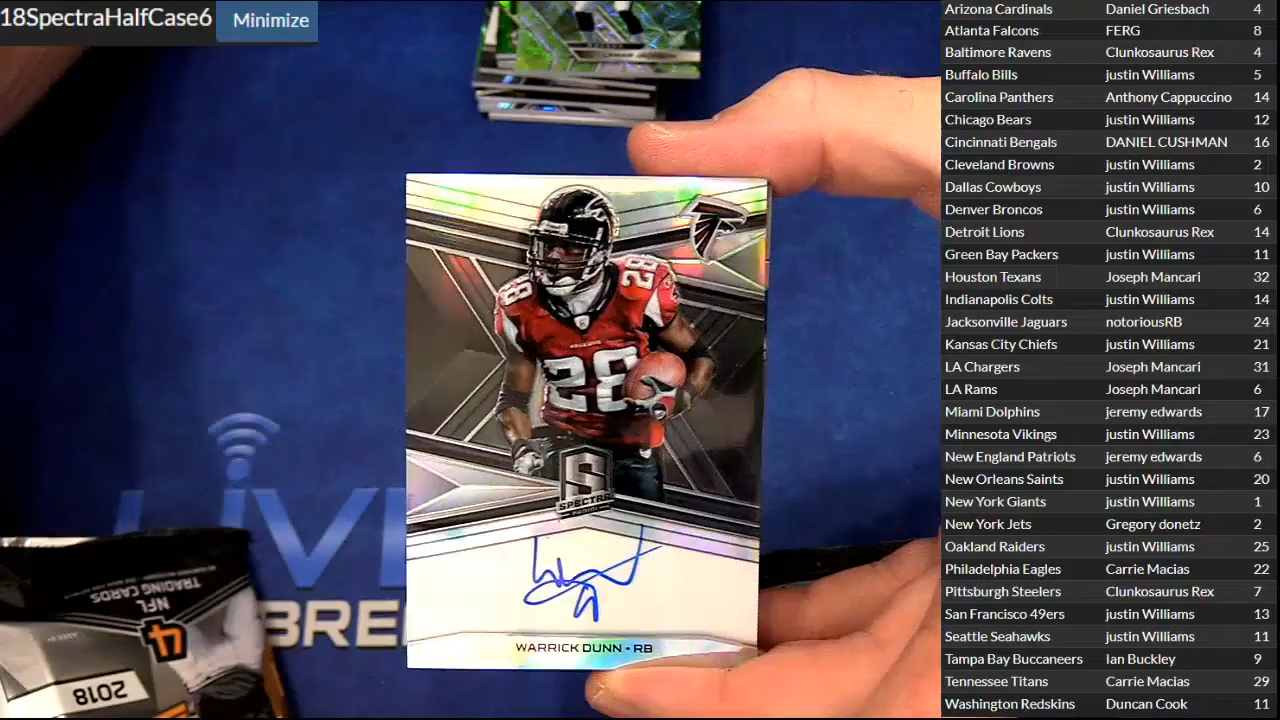 18SpectraHalfCase6 Minimize
28
28
28
S
SPECTRA
PANINI
WARRICK DUNN • RB
LIVE
BREA
NFL
TRADING CARDS
4
2018
Arizona Cardinals Daniel Griesbach 4
Atlanta Falcons FERG 8
Baltimore Ravens Clunkosaurus Rex 4
Buffalo Bills justin Williams 5
Carolina Panthers Anthony Cappuccino 14
Chicago Bears justin Williams 12
Cincinnati Bengals DANIEL CUSHMAN 16
Cleveland Browns justin Williams 2
Dallas Cowboys justin Williams 10
Denver Broncos justin Williams 6
Detroit Lions Clunkosaurus Rex 14
Green Bay Packers justin Williams 11
Houston Texans Joseph Mancari 32
Indianapolis Colts justin Williams 14
Jacksonville Jaguars notoriousRB 24
Kansas City Chiefs justin Williams 21
LA Chargers Joseph Mancari 31
LA Rams Joseph Mancari 6
Miami Dolphins jeremy edwards 17
Minnesota Vikings justin Williams 23
New England Patriots jeremy edwards 6
New Orleans Saints justin Williams 20
New York Giants justin Williams 1
New York Jets Gregory donetz 2
Oakland Raiders justin Williams 25
Philadelphia Eagles Carrie Macias 22
Pittsburgh Steelers Clunkosaurus Rex 7
San Francisco 49ers justin Williams 13
Seattle Seahawks justin Williams 11
Tampa Bay Buccaneers Ian Buckley 9
Tennessee Titans Carrie Macias 29
Washington Redskins Duncan Cook 11